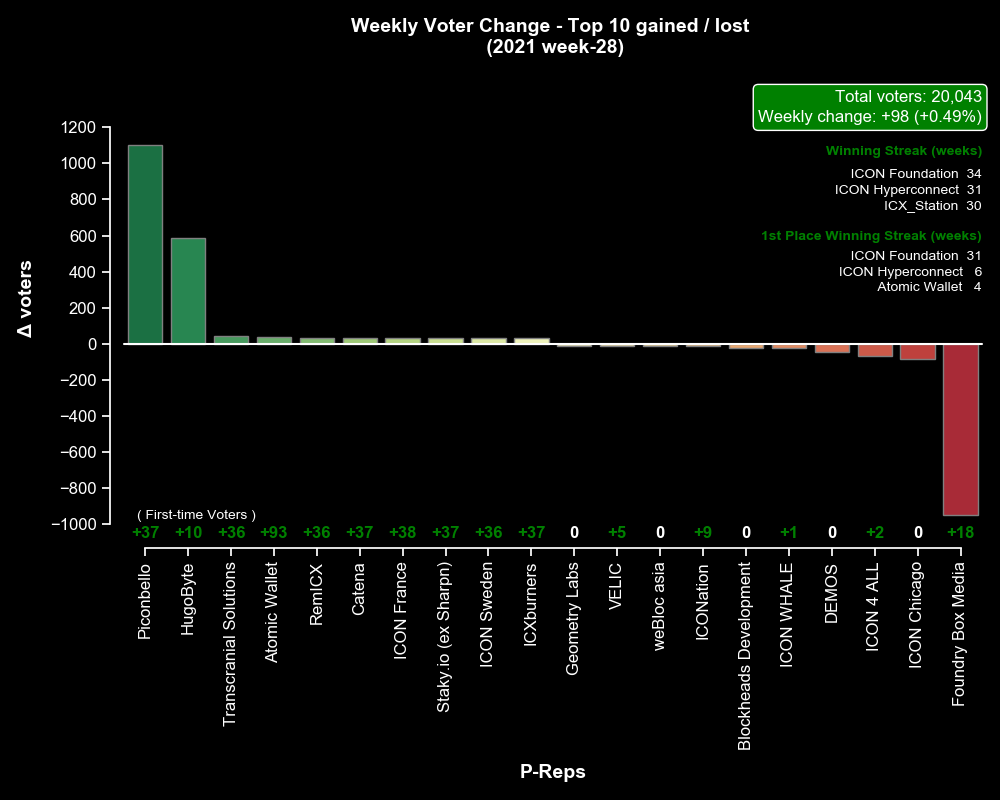 Weekly Voter Change - Top 10 gained / lost
(2021 week-28)
Total voters: 20,043
Weekly change: +98 (+0.49%)
Winning Streak (weeks)
ICON Foundation 34
ICON Hyperconnect 31
ICX_Station 30
1st Place Winning Streak (weeks)
ICON Foundation 31
ICON Hyperconnect 6
Atomic Wallet 4
Δ voters
1200
1000
800
600
400
200
0
−200
−400
−600
−800
−1000
( First-time Voters )
+37 +10 +36 +93 +36 +37 +38 +37 +36 +37 0 +5 0 +9 0 +1 0 +2 0 +18
Piconbello
HugoByte
Transcranial Solutions
Atomic Wallet
RemICX
Catena
ICON France
Staky.io (ex Sharpn)
ICON Sweden
ICXburners
Geometry Labs
VELIC
weBloc asia
ICONation
Blockheads Development
ICON WHALE
DEMOS
ICON 4 ALL
ICON Chicago
Foundry Box Media
P-Reps